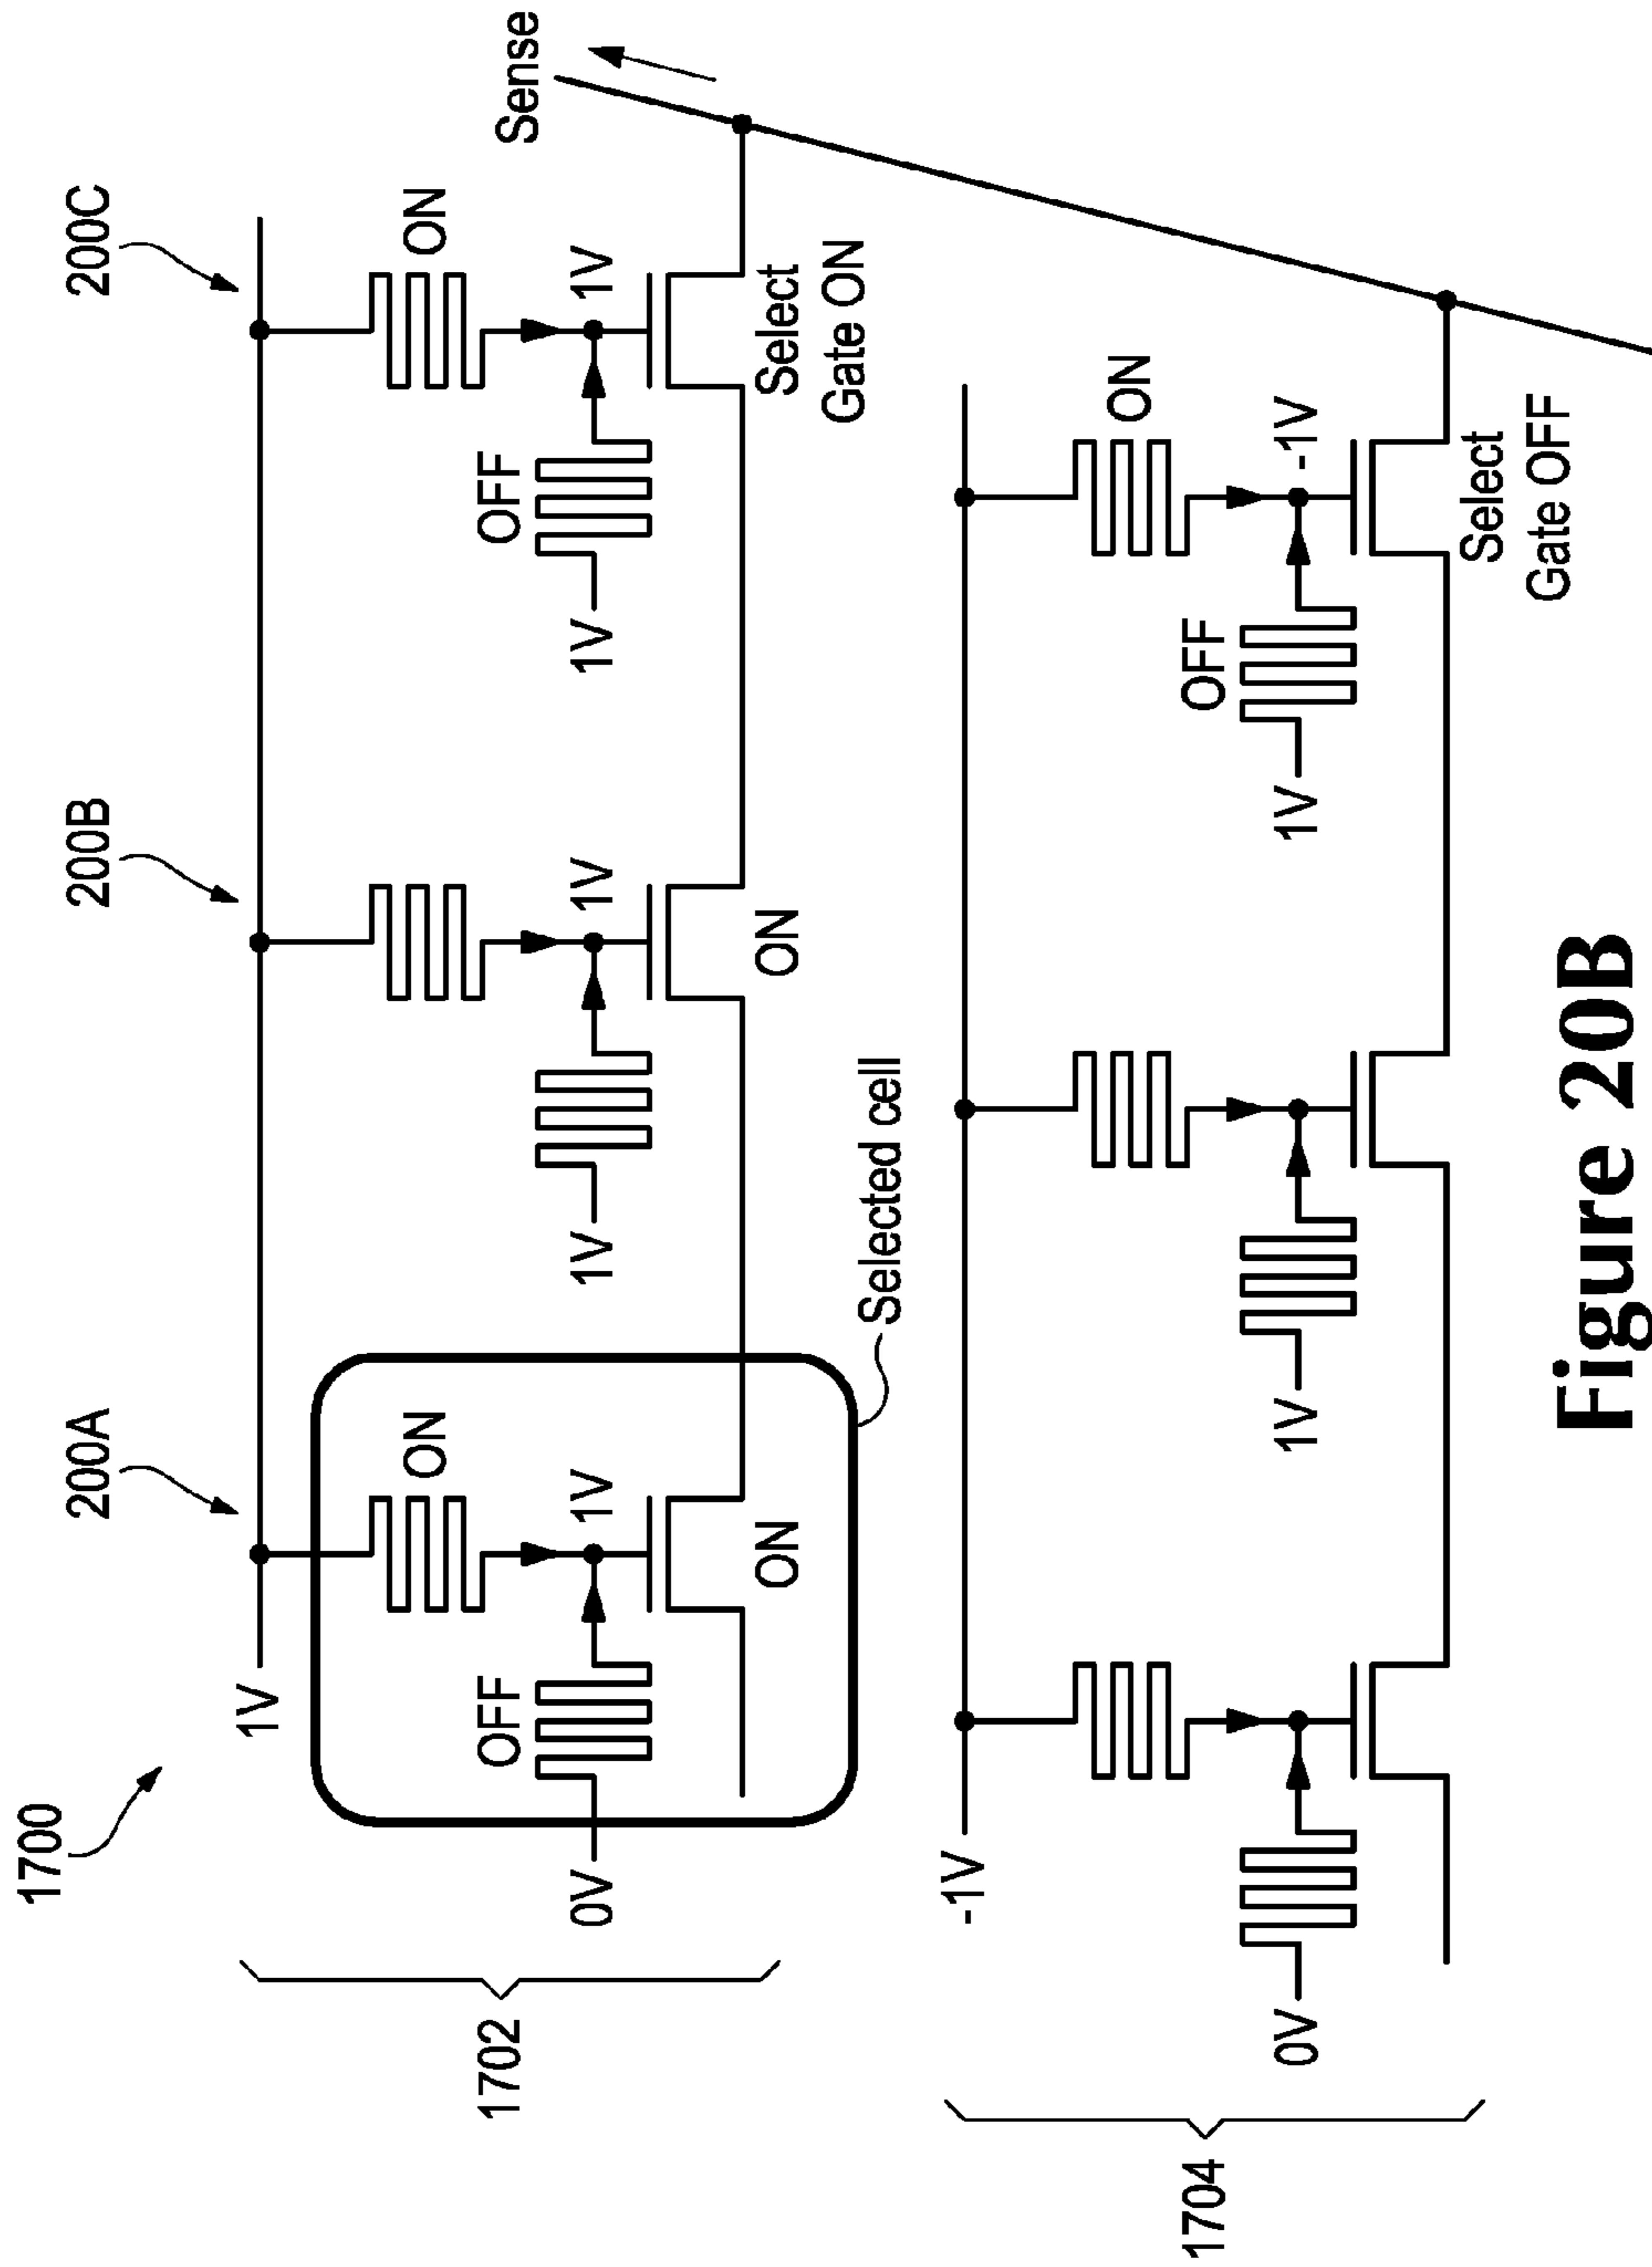 1700
200A
200B
200C
Sense
1V
ON
ON
OFF
OFF
0V
1V
1V
1V
1V
1V
ON
ON
Select
Gate ON
1702
Selected cell
-1V
ON
OFF
0V
1V
1V
-1V
Select
Gate OFF
1704
Figure 20B